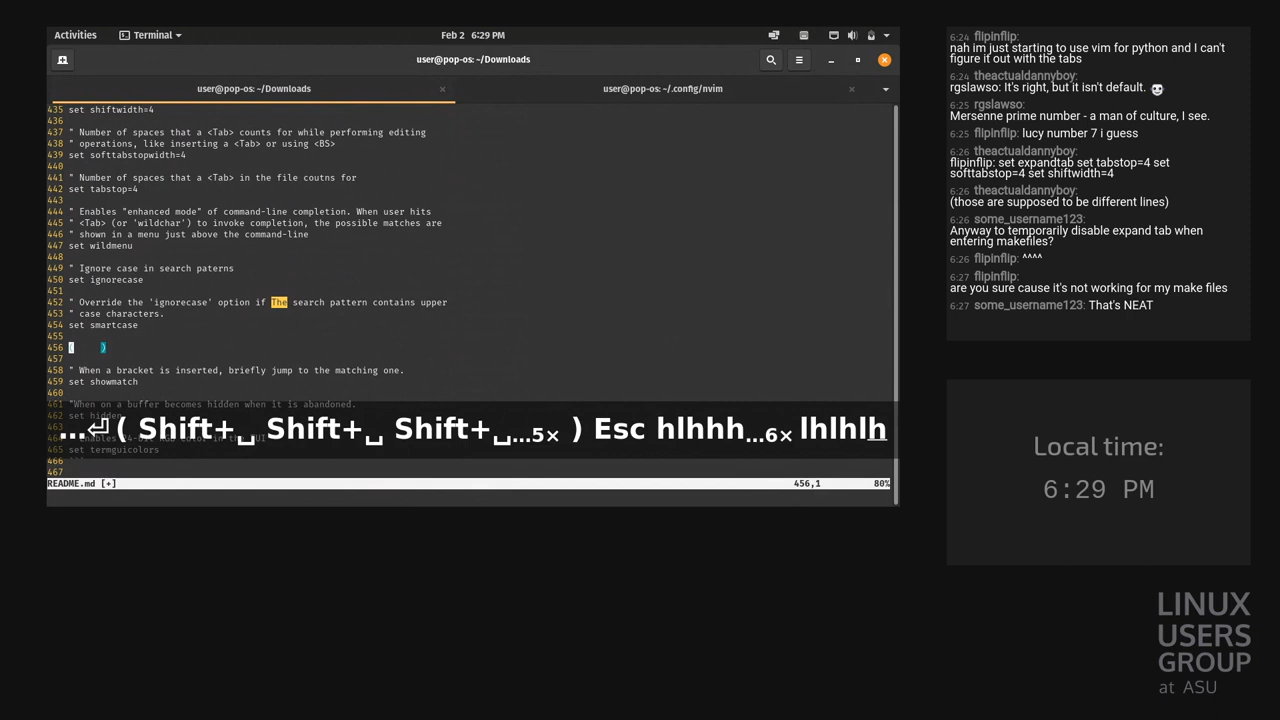 Activities
Terminal
Feb 2 6:29 PM
user@pop-os: ~/Downloads
user@pop-os: ~/Downloads
user@pop-os: ~/.config/nvim
435 set shiftwidth=4
436
437 " Number of spaces that a <Tab> counts for while performing editing
438 " operations, like inserting a <Tab> or using <BS>
439 set softtabstopwidth=4
440
441 " Number of spaces that a <Tab> in the file coutns for
442 set tabstop=4
443
444 " Enables "enhanced mode" of command-line completion. When user hits
445 " <Tab> (or 'wildchar') to invoke completion, the possible matches are
446 " shown in a menu just above the command-line
447 set wildmenu
448
449 " Ignore case in search paterns
450 set ignorecase
451
452 " Override the 'ignorecase' option if The search pattern contains upper
453 " case characters.
454 set smartcase
455
456 (     )
457
458 " When a bracket is inserted, briefly jump to the matching one.
459 set showmatch
460
461 "When on a buffer becomes hidden when it is abandoned.
462 set hidden
463
465 set termguicolors
466 ```
467
...⏎( Shift+␣ Shift+␣ Shift+␣...5× ) Esc hlhhh...6× lhlhlh
README.md [+] 456,1 80%
6:24 flipinflip:
nah im just starting to use vim for python and I can't
figure it out with the tabs
6:24 theactualdannyboy:
rgslawso: It's right, but it isn't default.
6:25 rgslawso:
Mersenne prime number - a man of culture, I see.
6:25 flipinflip: lucy number 7 i guess
6:26 theactualdannyboy:
flipinflip: set expandtab set tabstop=4 set
softtabstop=4 set shiftwidth=4
6:26 theactualdannyboy:
(those are supposed to be different lines)
6:26 some_username123:
Anyway to temporarily disable expand tab when
entering makefiles?
6:26 flipinflip: ^^^^
6:27 flipinflip:
are you sure cause it's not working for my make files
6:27 some_username123: That's NEAT
Local time:
6:29 PM
LINUX
USERS
GROUP
at ASU